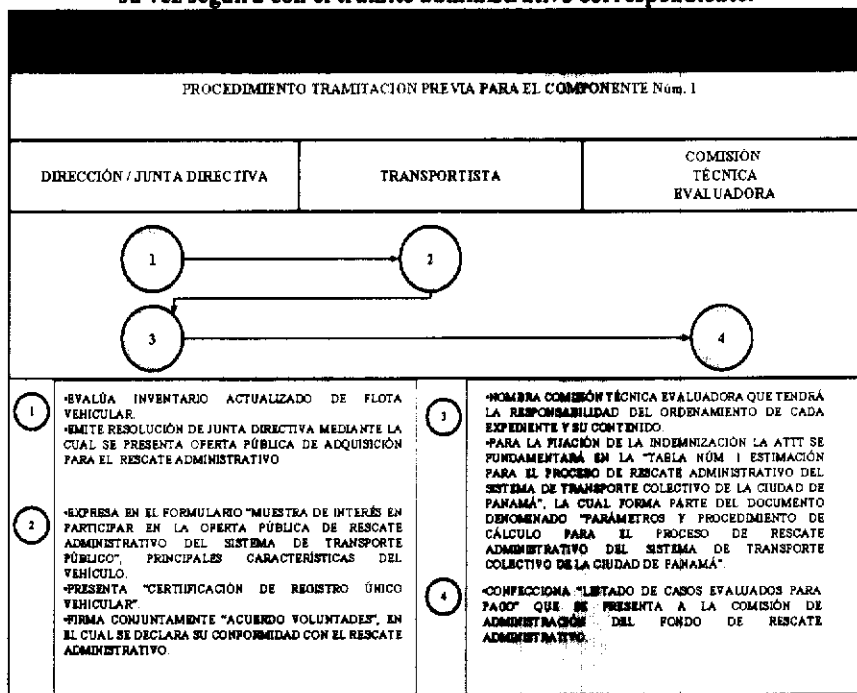 su vez seguirá con el trámite administrativo correspondiente.
PROCEDIMIENTO TRAMITACION PREVIA PARA EL COMPONENTE Núm. 1
DIRECCIÓN / JUNTA DIRECTIVA
TRANSPORTISTA
COMISIÓN
TÉCNICA
EVALUADORA
1
2
3
4
1
•EVALÚA INVENTARIO ACTUALIZADO DE FLOTA
VEHICULAR.
•EMITE RESOLUCIÓN DE JUNTA DIRECTIVA MEDIANTE LA
CUAL SE PRESENTA OFERTA PÚBLICA DE ADQUISICIÓN
PARA EL RESCATE ADMINISTRATIVO
2
•EXPRESA EN EL FORMULARIO "MUESTRA DE INTERÉS EN
PARTICIPAR EN LA OFERTA PÚBLICA DE RESCATE
ADMINISTRATIVO DEL SISTEMA DE TRANSPORTE
PÚBLICO", PRINCIPALES CARACTERÍSTICAS DEL
VEHÍCULO.
•PRESENTA "CERTIFICACIÓN DE REGISTRO ÚNICO
VEHICULAR".
•FIRMA CONJUNTAMENTE "ACUERDO VOLUNTADES", EN
EL CUAL SE DECLARA SU CONFORMIDAD CON EL RESCATE
ADMINISTRATIVO.
3
•NOMBRA COMISIÓN TÉCNICA EVALUADORA QUE TENDRÁ
LA RESPONSABILIDAD DEL ORDENAMIENTO DE CADA
EXPEDIENTE Y SU CONTENIDO.
•PARA LA FIJACIÓN DE LA INDEMNIZACIÓN LA ATTT SE
FUNDAMENTARÁ EN LA "TABLA NÚM 1 ESTIMACIÓN
PARA EL PROCESO DE RESCATE ADMINISTRATIVO DEL
SISTEMA DE TRANSPORTE COLECTIVO DE LA CIUDAD DE
PANAMÁ", LA CUAL FORMA PARTE DEL DOCUMENTO
DENOMINADO "PARÁMETROS Y PROCEDIMIENTO DE
CÁLCULO PARA EL PROCESO DE RESCATE
ADMINISTRATIVO DEL SISTEMA DE TRANSPORTE
COLECTIVO DE LA CIUDAD DE PANAMÁ".
4
•CONFECCIONA "LISTADO DE CASOS EVALUADOS PARA
PAGO" QUE SE PRESENTA A LA COMISIÓN DE
ADMINISTRACIÓN DEL FONDO DE RESCATE
ADMINISTRATIVO.